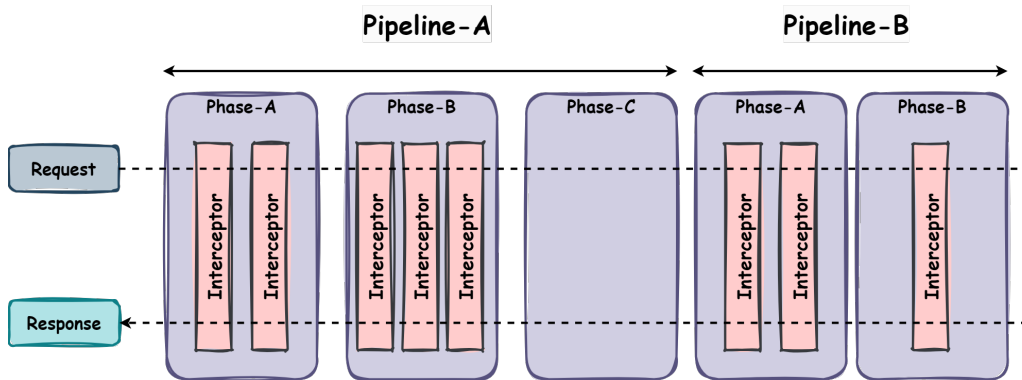 Pipeline-A
Pipeline-B
Phase-A
Phase-B
Phase-C
Phase-A
Phase-B
Request
Interceptor
Interceptor
Interceptor
Interceptor
Interceptor
Interceptor
Interceptor
Interceptor
Response